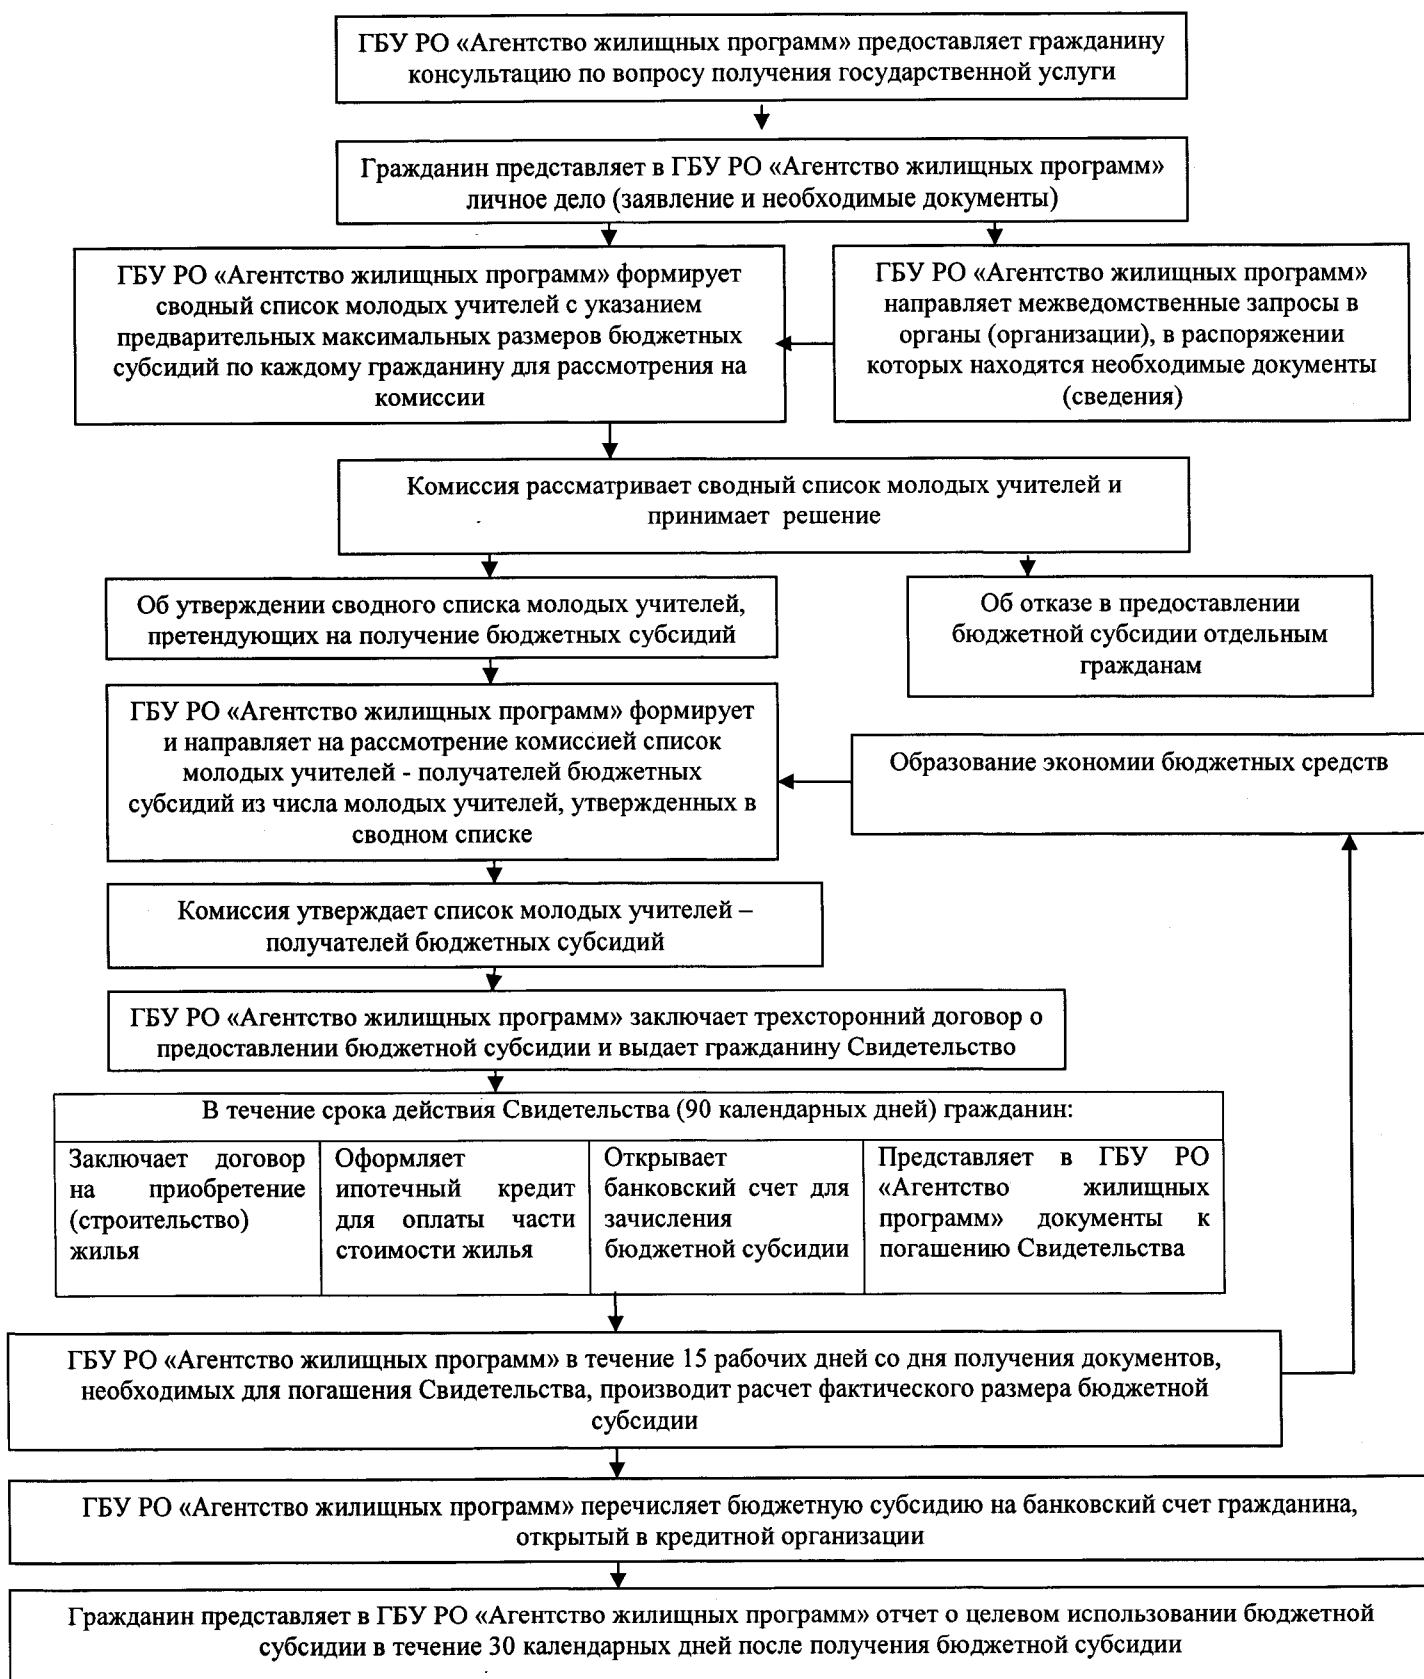 ГБУ РО «Агентство жилищных программ» предоставляет гражданину
консультацию по вопросу получения государственной услуги
Гражданин представляет в ГБУ РО «Агентство жилищных программ»
личное дело (заявление и необходимые документы)
ГБУ РО «Агентство жилищных программ» формирует
сводный список молодых учителей с указанием
предварительных максимальных размеров бюджетных
субсидий по каждому гражданину для рассмотрения на
комиссии
ГБУ РО «Агентство жилищных программ»
направляет межведомственные запросы в
органы (организации), в распоряжении
которых находятся необходимые документы
(сведения)
Комиссия рассматривает сводный список молодых учителей и
принимает решение
Об утверждении сводного списка молодых учителей,
претендующих на получение бюджетных субсидий
Об отказе в предоставлении
бюджетной субсидии отдельным
гражданам
ГБУ РО «Агентство жилищных программ» формирует
и направляет на рассмотрение комиссией список
молодых учителей - получателей бюджетных
субсидий из числа молодых учителей, утвержденных в
сводном списке
Образование экономии бюджетных средств
Комиссия утверждает список молодых учителей –
получателей бюджетных субсидий
ГБУ РО «Агентство жилищных программ» заключает трехсторонний договор о
предоставлении бюджетной субсидии и выдает гражданину Свидетельство
В течение срока действия Свидетельства (90 календарных дней) гражданин:
Заключает договор
на приобретение
(строительство)
жилья
Оформляет
ипотечный кредит
для оплаты части
стоимости жилья
Открывает
банковский счет для
зачисления
бюджетной субсидии
Представляет в ГБУ РО
«Агентство жилищных
программ» документы к
погашению Свидетельства
ГБУ РО «Агентство жилищных программ» в течение 15 рабочих дней со дня получения документов,
необходимых для погашения Свидетельства, производит расчет фактического размера бюджетной
субсидии
ГБУ РО «Агентство жилищных программ» перечисляет бюджетную субсидию на банковский счет гражданина,
открытый в кредитной организации
Гражданин представляет в ГБУ РО «Агентство жилищных программ» отчет о целевом использовании бюджетной
субсидии в течение 30 календарных дней после получения бюджетной субсидии